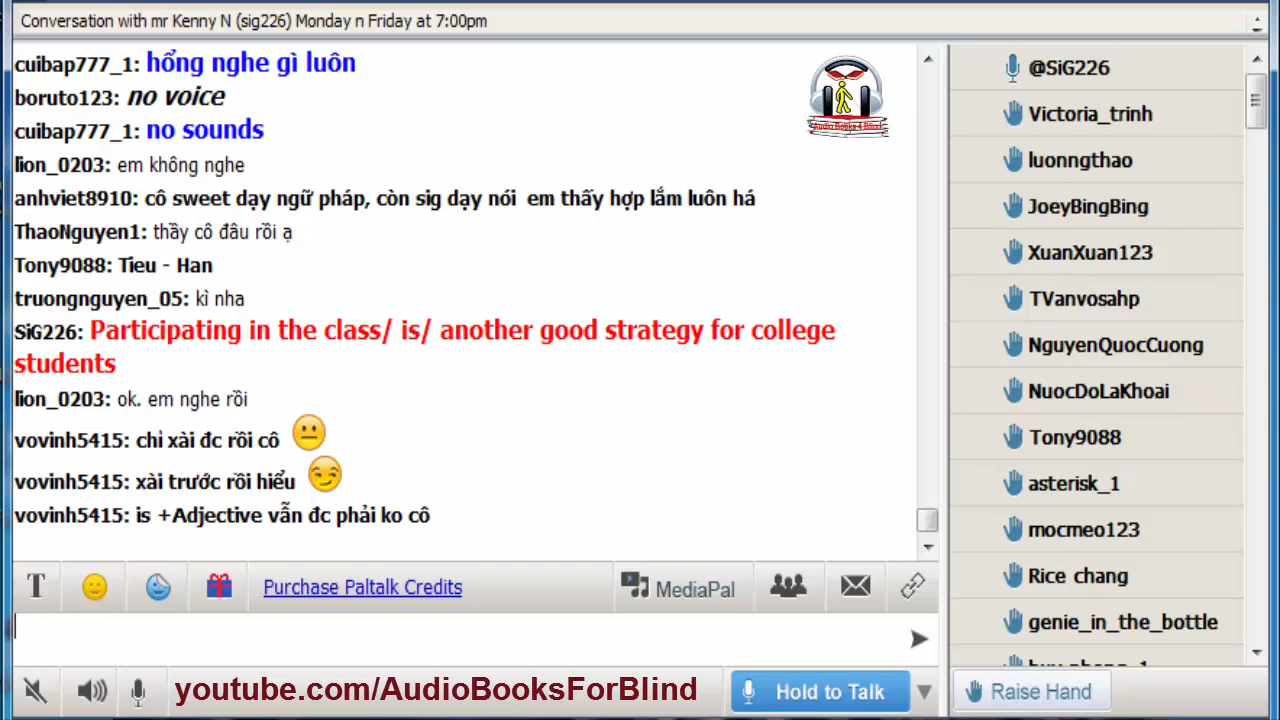 Conversation with mr Kenny N (sig226) Monday n Friday at 7:00pm
cuibap777_1: hổng nghe gì luôn
boruto123: no voice
cuibap777_1: no sounds
lion_0203: em không nghe
anhviet8910: cô sweet dạy ngữ pháp, còn sig dạy nói em thấy hợp lắm luôn há
ThaoNguyen1: thầy cô đâu rồi ạ
Tony9088: Tieu - Han
truongnguyen_05: kì nha
SiG226: Participating in the class/ is/ another good strategy for college
students
lion_0203: ok. em nghe rồi
vovinh5415: chỉ xài đc rồi cô
vovinh5415: xài trước rồi hiểu
vovinh5415: is +Adjective vẫn đc phải ko cô
Audio Books 4 Blind
T
Purchase Paltalk Credits
MediaPal
youtube.com/AudioBooksForBlind
Hold to Talk
@SiG226
Victoria_trinh
luonngthao
JoeyBingBing
XuanXuan123
TVanvosahp
NguyenQuocCuong
NuocDoLaKhoai
Tony9088
asterisk_1
mocmeo123
Rice chang
genie_in_the_bottle
Raise Hand